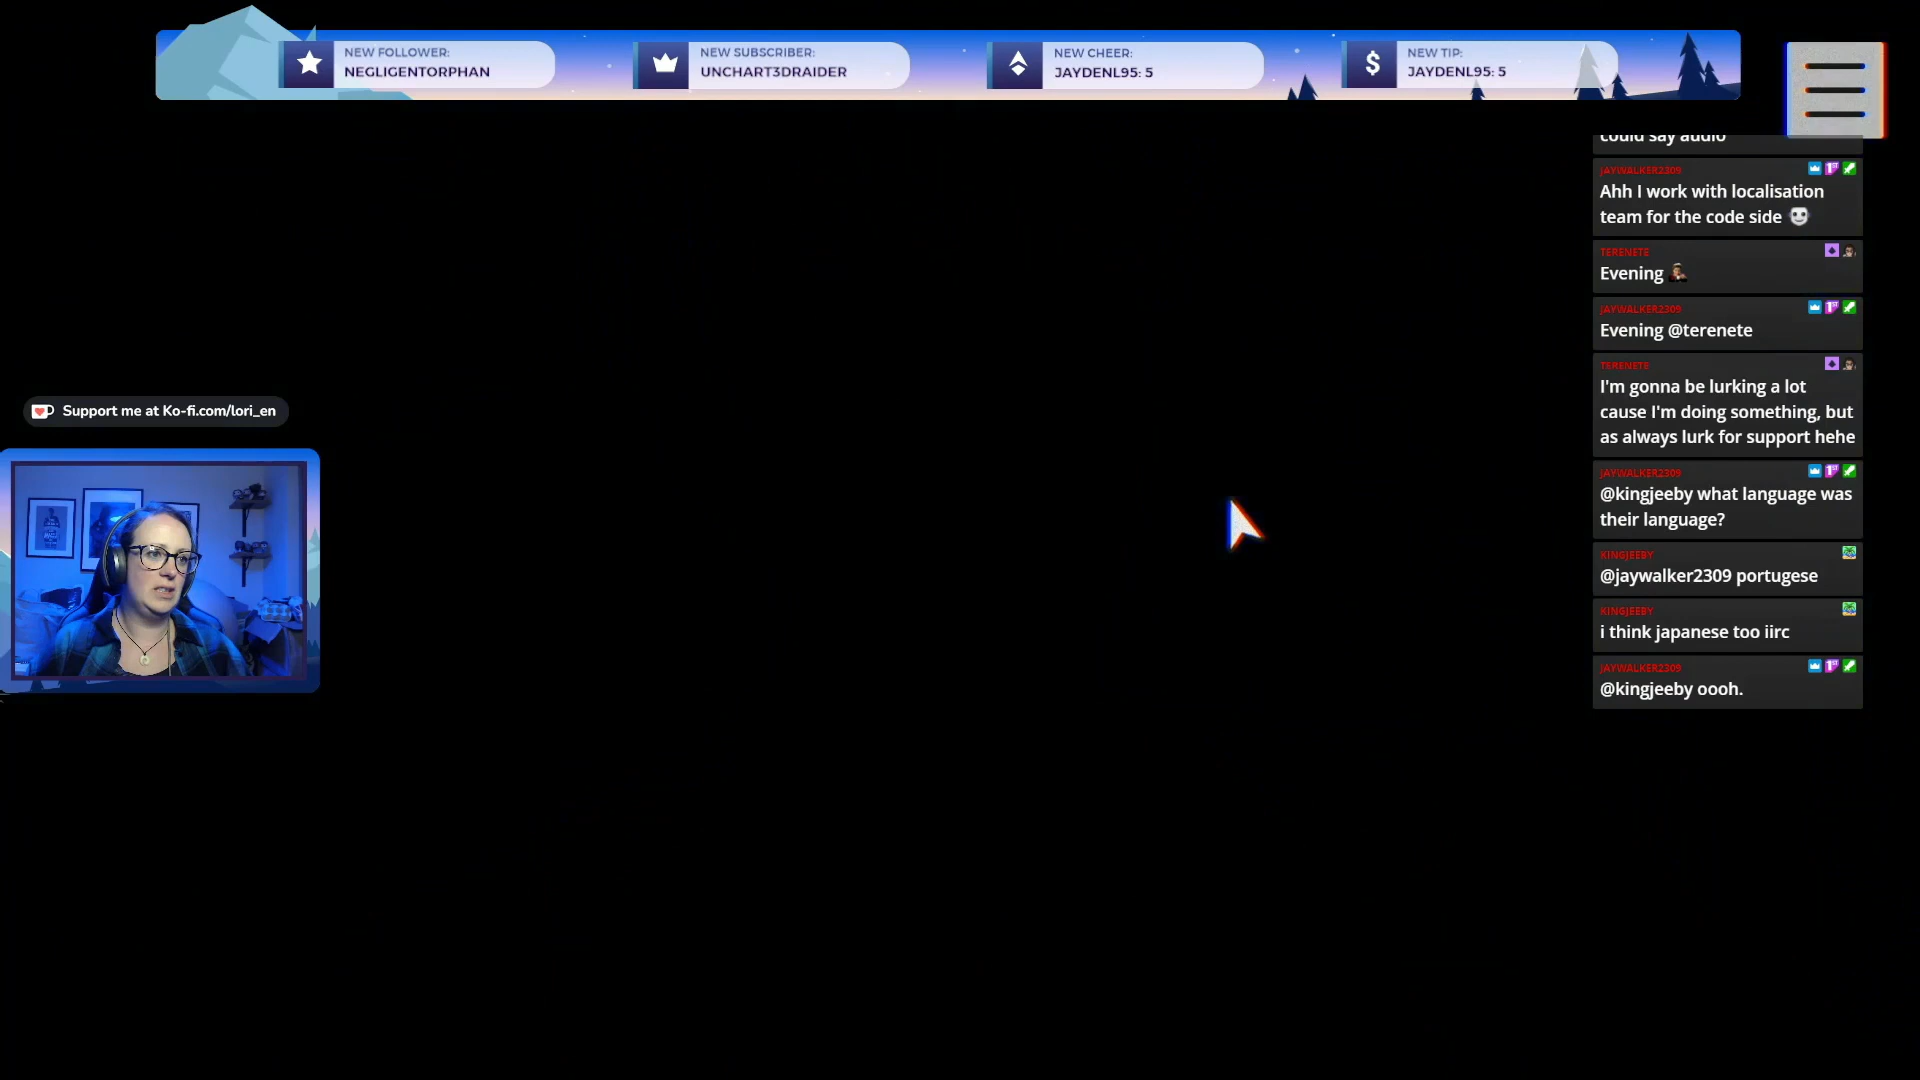 NEW FOLLOWER:
NEGLIGENTORPHAN
NEW SUBSCRIBER:
UNCHART3DRAIDER
NEW CHEER:
JAYDENL95: 5
NEW TIP:
JAYDENL95: 5
could say audio
JAYWALKER2309
Ahh I work with localisation
team for the code side
TERENETE
Evening
JAYWALKER2309
Evening @terenete
TERENETE
I'm gonna be lurking a lot
cause I'm doing something, but
as always lurk for support hehe
JAYWALKER2309
@kingjeeby what language was
their language?
KINGJEEBY
@jaywalker2309 portugese
KINGJEEBY
i think japanese too iirc
JAYWALKER2309
@kingjeeby oooh.
Support me at Ko-fi.com/lori_en